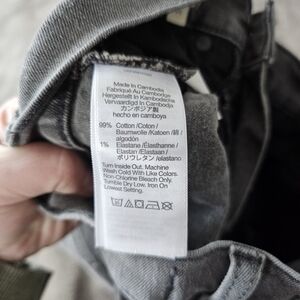 Made in Cambodia
Fabriqué Au Cambodge
Hergestellt In Kambodscha
Vervaardigd In Cambodja
カンボジア製
hecho en camboya
99% Cotton /Coton /
Baumwolle /Katoen /綿 /
algodón
1% Elastane /Élasthanne /
Elastan /Elastaan /
ポリウレタン /elastano
Turn Inside Out. Machine
Wash Cold With Like Colors.
Non-Chlorine Bleach Only.
Tumble Dry Low. Iron On
Lowest Setting.